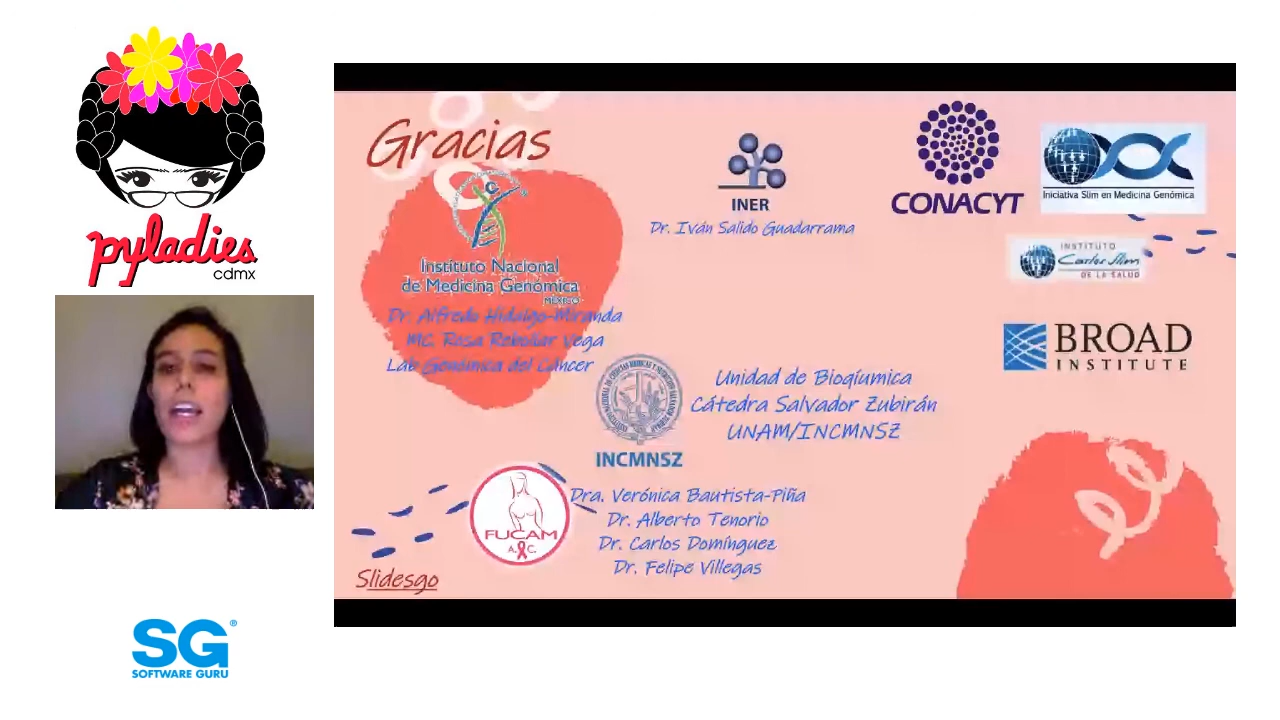 pyladies
cdmx
SG®
SOFTWARE GURU
Gracias
Instituto Nacional
de Medicina Genómica
MÉXICO
Dr. Alfredo Hidalgo-Miranda
MC. Rosa Rebollar Vega
Lab Genómica del Cáncer
INER
Dr. Iván Salido Guadarrama
CONACYT
Iniciativa Slim en Medicina Genómica
INSTITUTO
Carlos Slim
DE LA SALUD
BROAD
INSTITUTE
INCMNSZ
Unidad de Bioqíumica
Cátedra Salvador Zubirán
UNAM/INCMNSZ
FUCAM
A. C.
Dra. Verónica Bautista-Piña
Dr. Alberto Tenorio
Dr. Carlos Domínguez
Dr. Felipe Villegas
Slidesgo